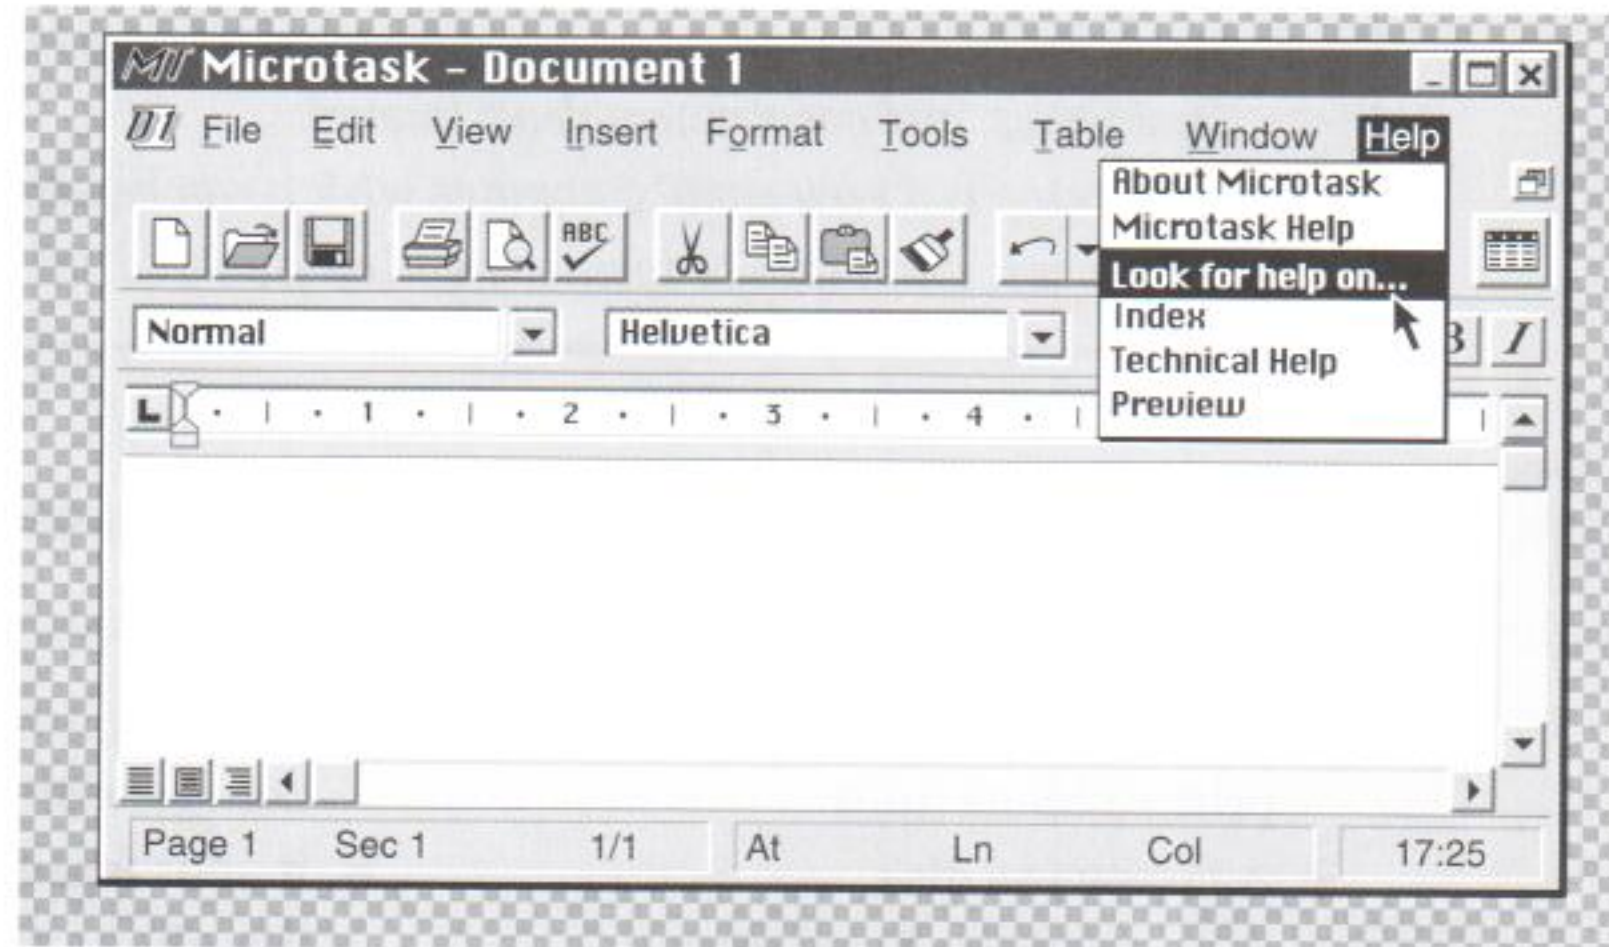 MT Microtask - Document 1
D1 File Edit View Insert Format Tools Table Window Help
About Microtask
Microtask Help
ABC
Look for help on...
Normal Helvetica
Index
B I
Technical Help
Preview
L 1 2 3 4
Page 1 Sec 1 1/1 At Ln Col 17:25